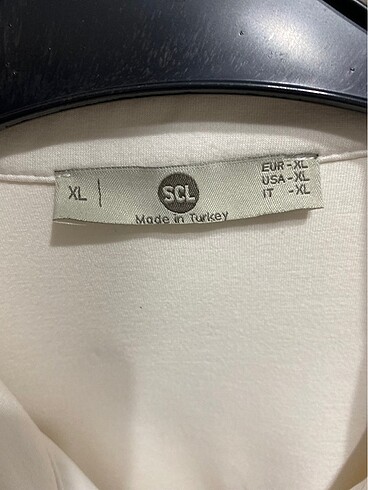 XL
SCL
Made in Turkey
EUR-XL
USA-XL
IT -XL